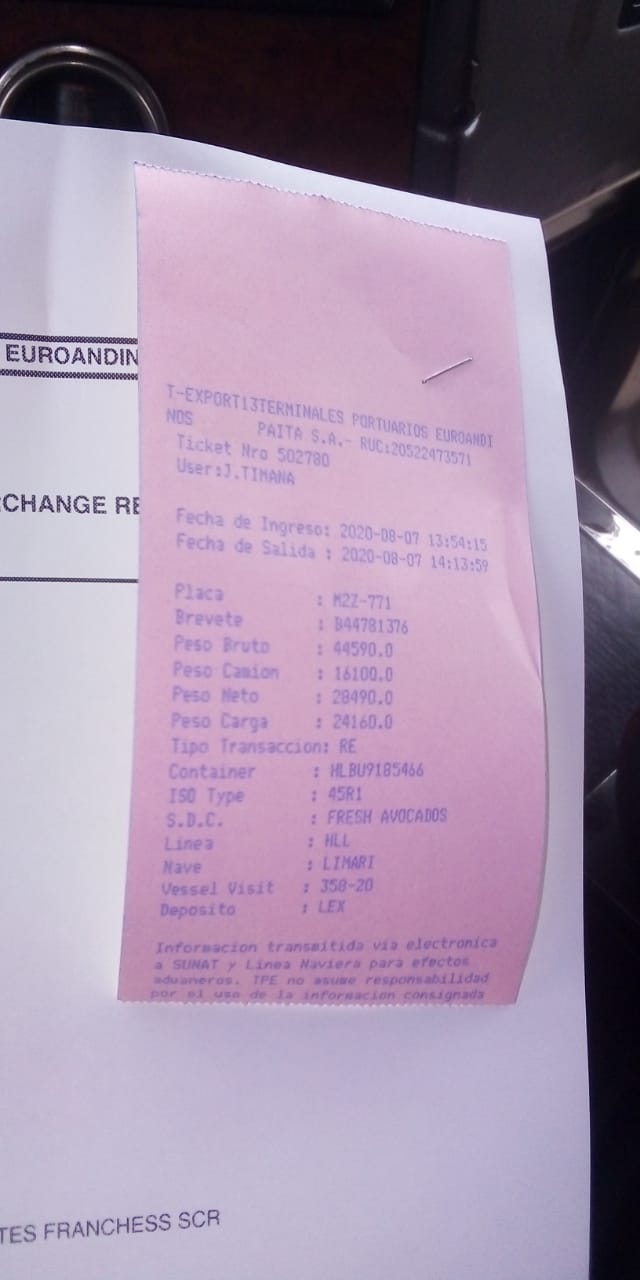 EUROANDIN
CHANGE RE
T-EXPORT13TERMINALES PORTUARIOS EUROANDI
NOS PAITA S.A.- RUC:20522473571
Ticket Nro 502780
User:J.TIMANA
Fecha de Ingreso: 2020-08-07 13:54:15
Fecha de Salida : 2020-08-07 14:13:59
Placa : M2Z-771
Brevete : B44781376
Peso Bruto : 44590.0
Peso Camion : 16100.0
Peso Neto : 28490.0
Peso Carga : 24160.0
Tipo Transaccion: RE
Container : HLBU9185466
ISO Type : 45R1
S.D.C. : FRESH AVOCADOS
Linea : HLL
Nave : LIMARI
Vessel Visit : 358-20
Deposito : LEX
Informacion transmitida via electronica
a SUNAT y Linea Naviera para efectos
aduaneros. TPE no asume responsabilidad
por el uso de la informacion consignada
TES FRANCHESS SCR